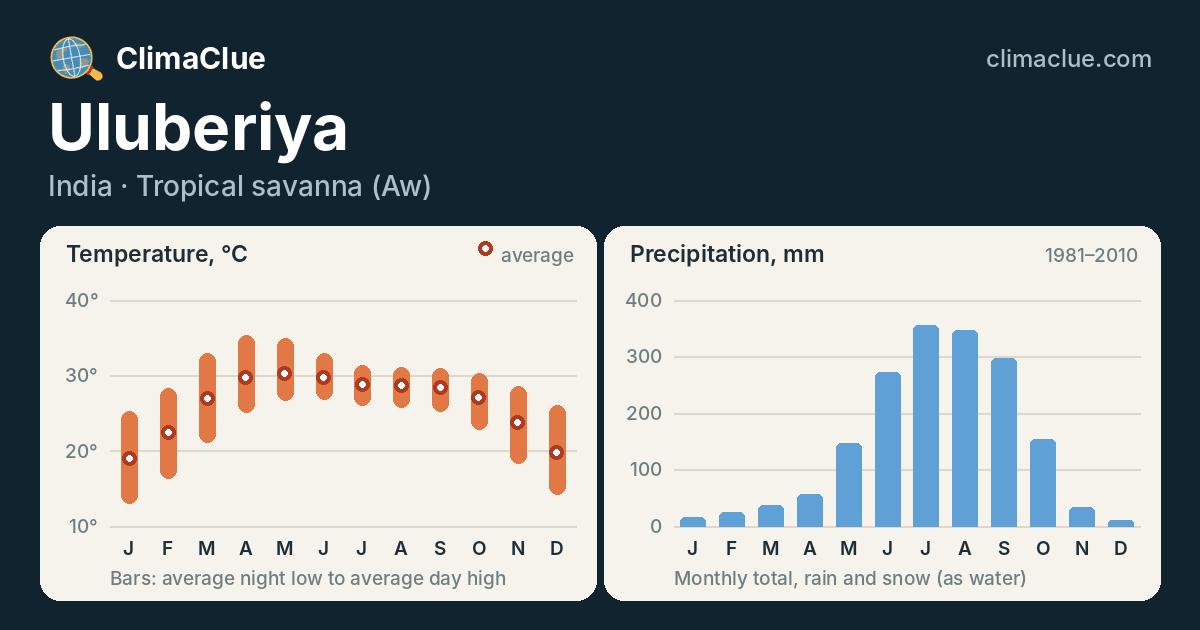 ClimaClue
climaclue.com
Uluberiya
India · Tropical savanna (Aw)
Temperature, °C
average
40°
30°
20°
10°
J F M A M J J A S O N D
Bars: average night low to average day high
Precipitation, mm
1981–2010
400
300
200
100
0
J F M A M J J A S O N D
Monthly total, rain and snow (as water)